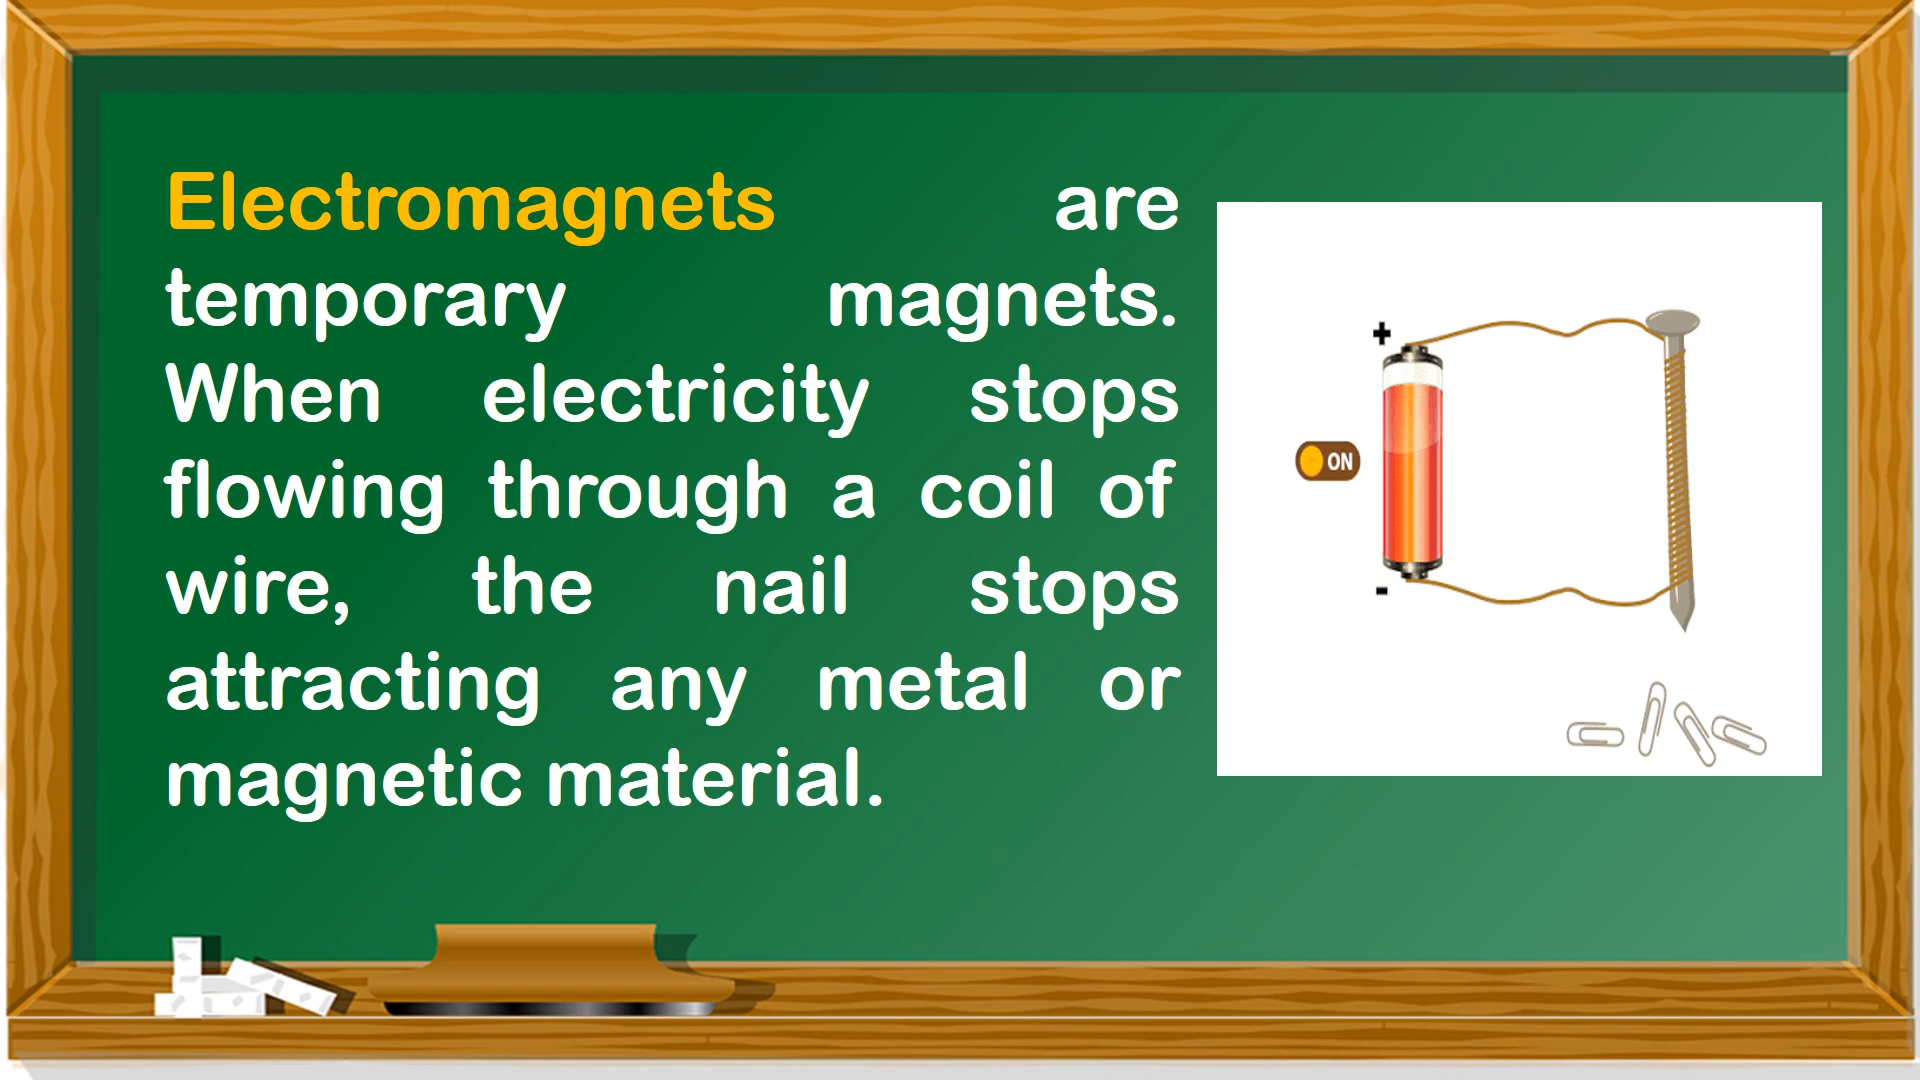 Electromagnets are
temporary magnets.
When electricity stops
flowing through a coil of
wire, the nail stops
attracting any metal or
magnetic material.
+
ON
-